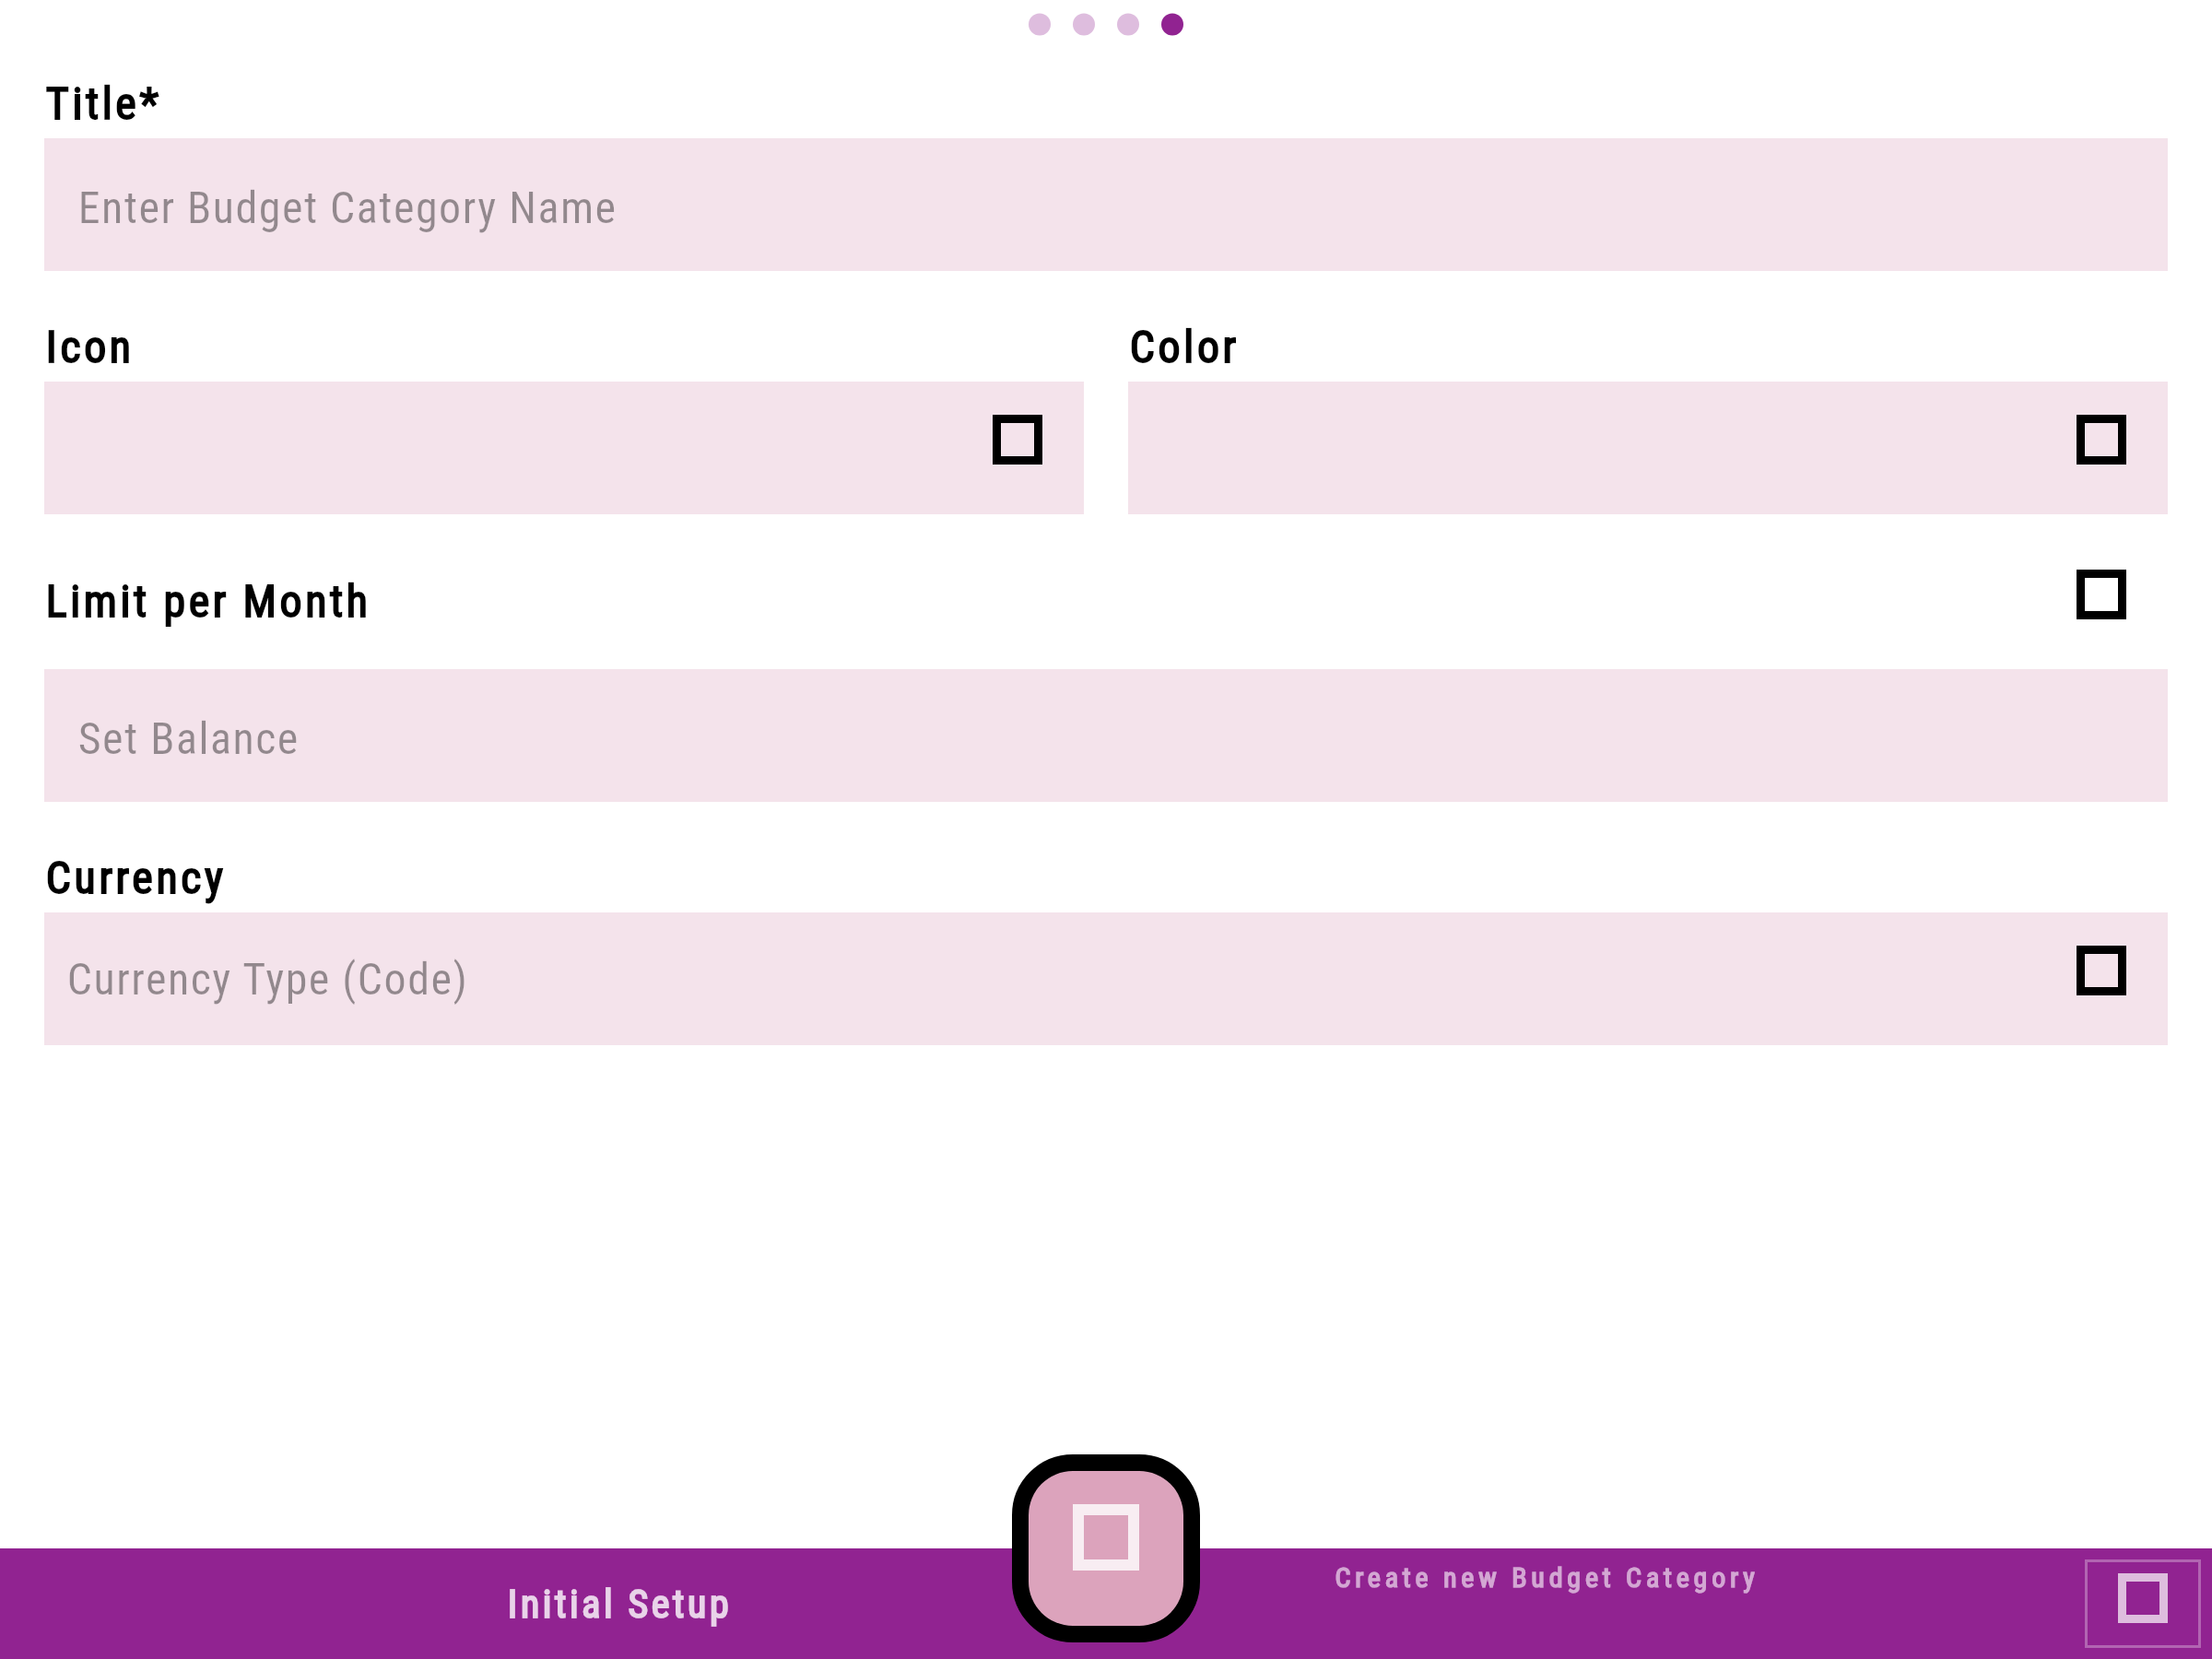 Title*
Enter Budget Category Name
Icon
Color
Limit per Month
Set Balance
Currency
Currency Type (Code)
Initial Setup
Create new Budget Category